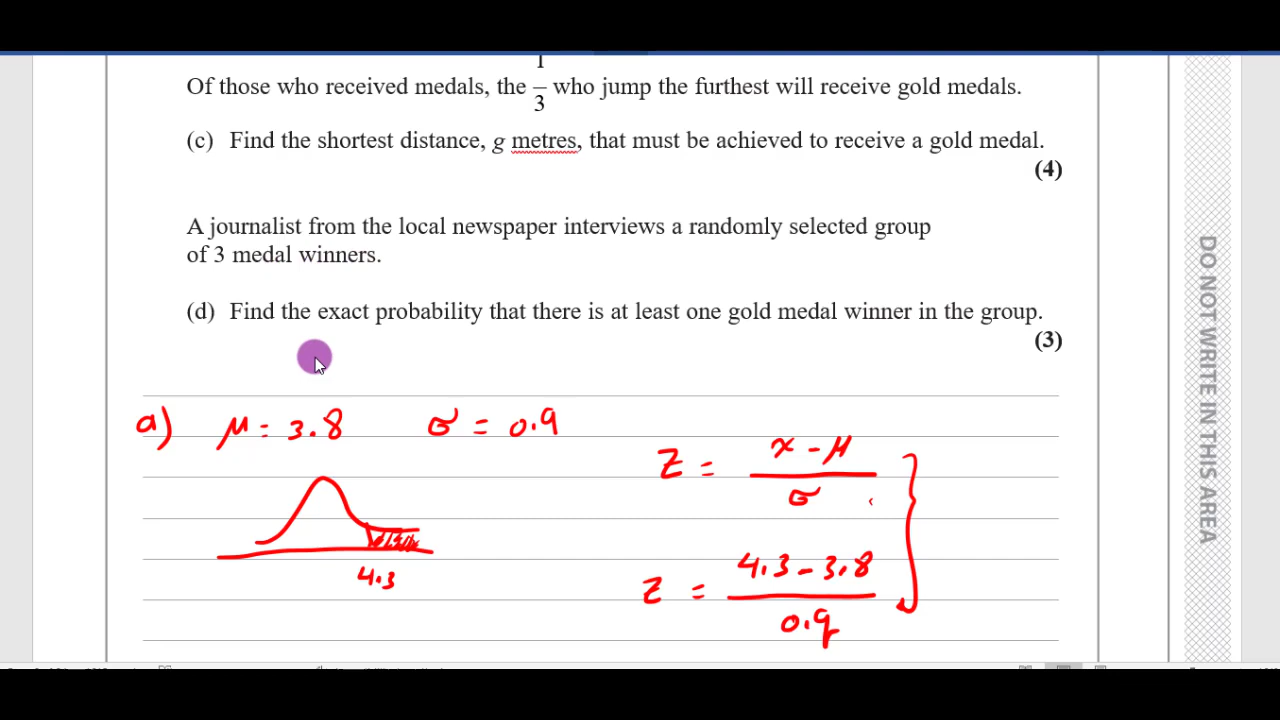 Of those who received medals, the 1/3 who jump the furthest will receive gold medals.
(c) Find the shortest distance, g metres, that must be achieved to receive a gold medal.
(4)
A journalist from the local newspaper interviews a randomly selected group
of 3 medal winners.
(d) Find the exact probability that there is at least one gold medal winner in the group.
(3)
a) μ = 3.8 σ = 0.9
z = (x - μ)/σ
4.3
z = (4.3 - 3.8)/0.9
DO NOT WRITE IN THIS AREA